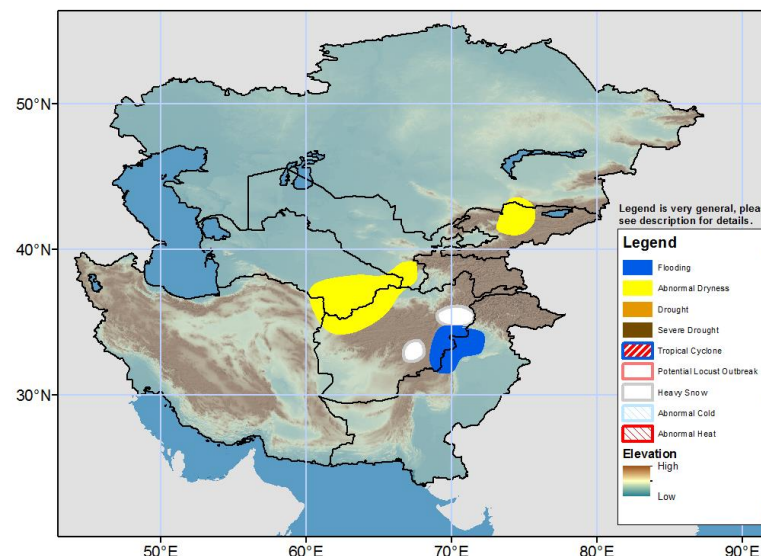 50°N
40°N
30°N
50°E
60°E
70°E
80°E
90°E
Legend is very general, plea
see description for details.
Legend
Flooding
Abnormal Dryness
Drought
Severe Drought
Tropical Cyclone
Potential Locust Outbreak
Heavy Snow
Abnormal Cold
Abnormal Heat
Elevation
High
Low